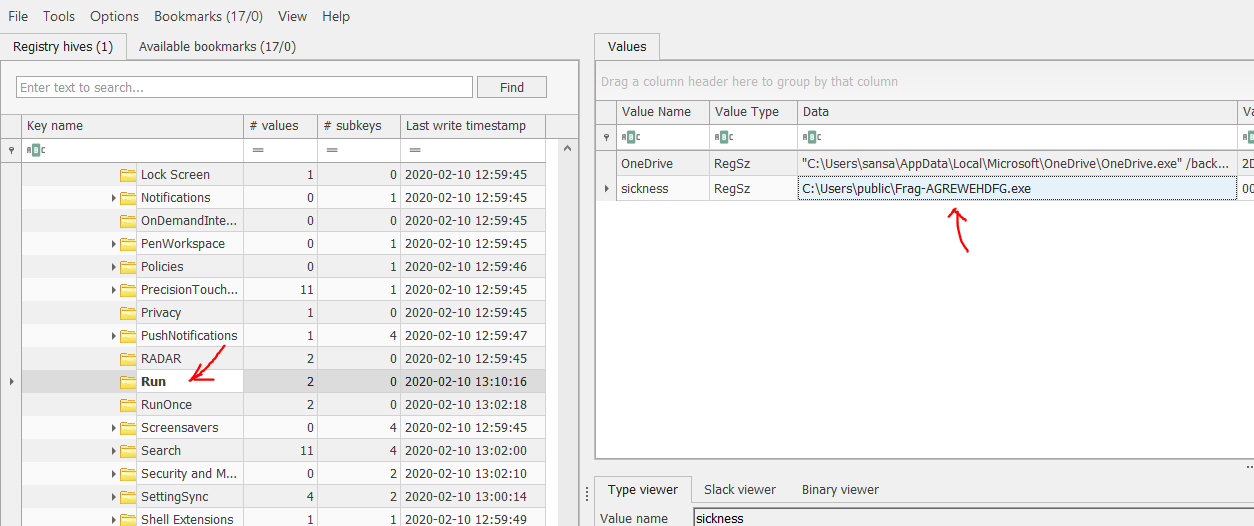 File Tools Options Bookmarks (17/0) View Help
Registry hives (1) Available bookmarks (17/0)
Enter text to search... Find
Key name # values # subkeys Last write timestamp
ABC = = =
Lock Screen 1 0 2020-02-10 12:59:45
Notifications 0 1 2020-02-10 12:59:45
OnDemandInte... 0 0 2020-02-10 12:59:45
PenWorkspace 0 1 2020-02-10 12:59:45
Policies 0 1 2020-02-10 12:59:46
PrecisionTouch... 11 1 2020-02-10 12:59:45
Privacy 1 0 2020-02-10 12:59:45
PushNotifications 1 4 2020-02-10 12:59:47
RADAR 2 0 2020-02-10 12:59:45
Run 2 0 2020-02-10 13:10:16
RunOnce 2 0 2020-02-10 13:02:18
Screensavers 0 4 2020-02-10 12:59:45
Search 11 4 2020-02-10 13:02:00
Security and M... 0 2 2020-02-10 13:02:10
SettingSync 4 2 2020-02-10 13:00:14
Shell Extensions 1 1 2020-02-10 12:59:49
Values
Drag a column header here to group by that column
Value Name Value Type Data Va
ABC ABC ABC ABC
OneDrive RegSz "C:\Users\sansa\AppData\Local\Microsoft\OneDrive\OneDrive.exe" /back... 2D
sickness RegSz C:\Users\public\Frag-AGREWEHDFG.exe 00
Type viewer Slack viewer Binary viewer
Value name sickness